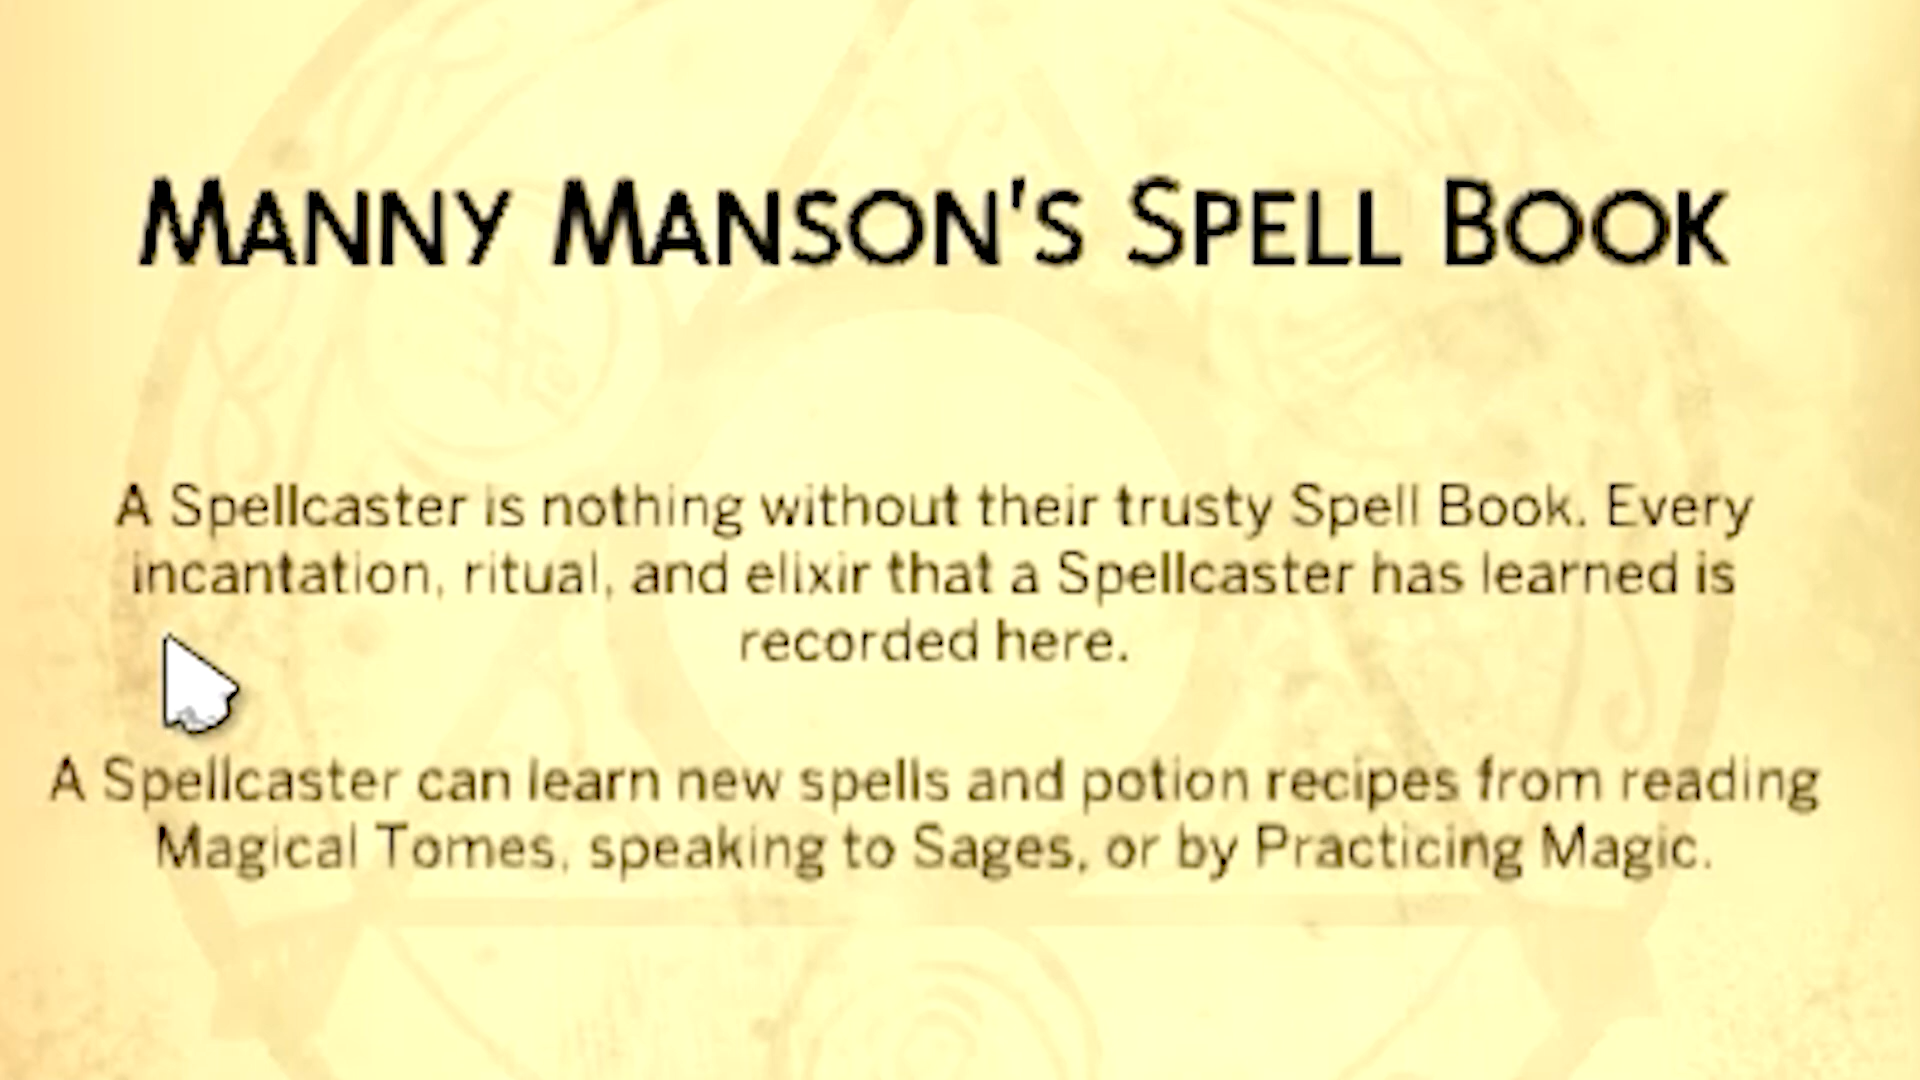 Manny Manson's Spell Book
A Spellcaster is nothing without their trusty Spell Book. Every
incantation, ritual, and elixir that a Spellcaster has learned is
recorded here.
A Spellcaster can learn new spells and potion recipes from reading
Magical Tomes, speaking to Sages, or by Practicing Magic.